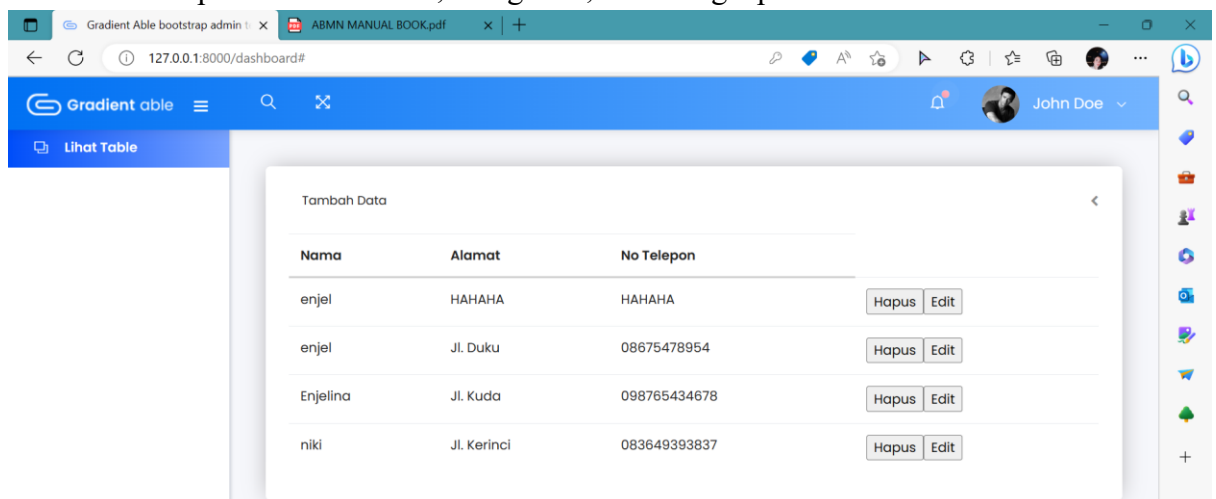 Gradient Able bootstrap admin t
ABMN MANUAL BOOK.pdf
127.0.0.1:8000/dashboard#
Gradient able
John Doe
Lihat Table
Tambah Data
Nama Alamat No Telepon
enjel HAHAHA HAHAHA Hapus Edit
enjel Jl. Duku 08675478954 Hapus Edit
Enjelina Jl. Kuda 098765434678 Hapus Edit
niki Jl. Kerinci 083649393837 Hapus Edit